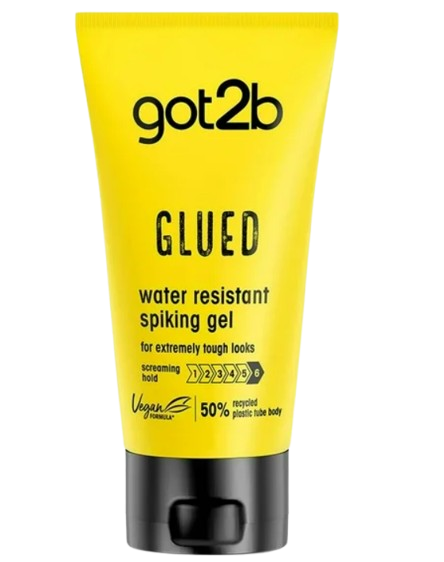 got2b
GLUED
water resistant
spiking gel
for extremely tough looks
screaming
hold
1 2 3 4 5 6
Vegan
FORMULA*
50% recycled
plastic tube body